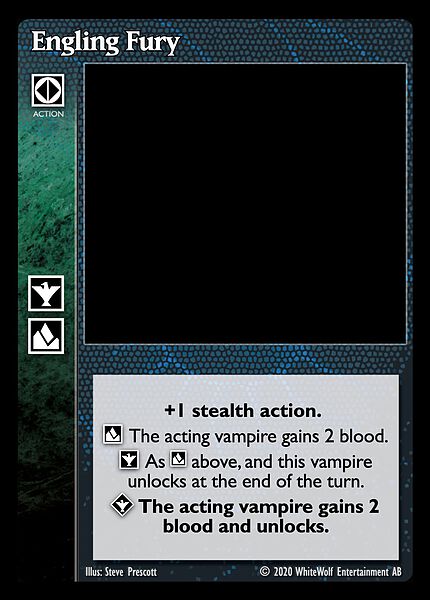 Engling Fury
ACTION
+1 stealth action.
The acting vampire gains 2 blood.
As above, and this vampire
unlocks at the end of the turn.
The acting vampire gains 2
blood and unlocks.
Illus: Steve Prescott © 2020 WhiteWolf Entertainment AB